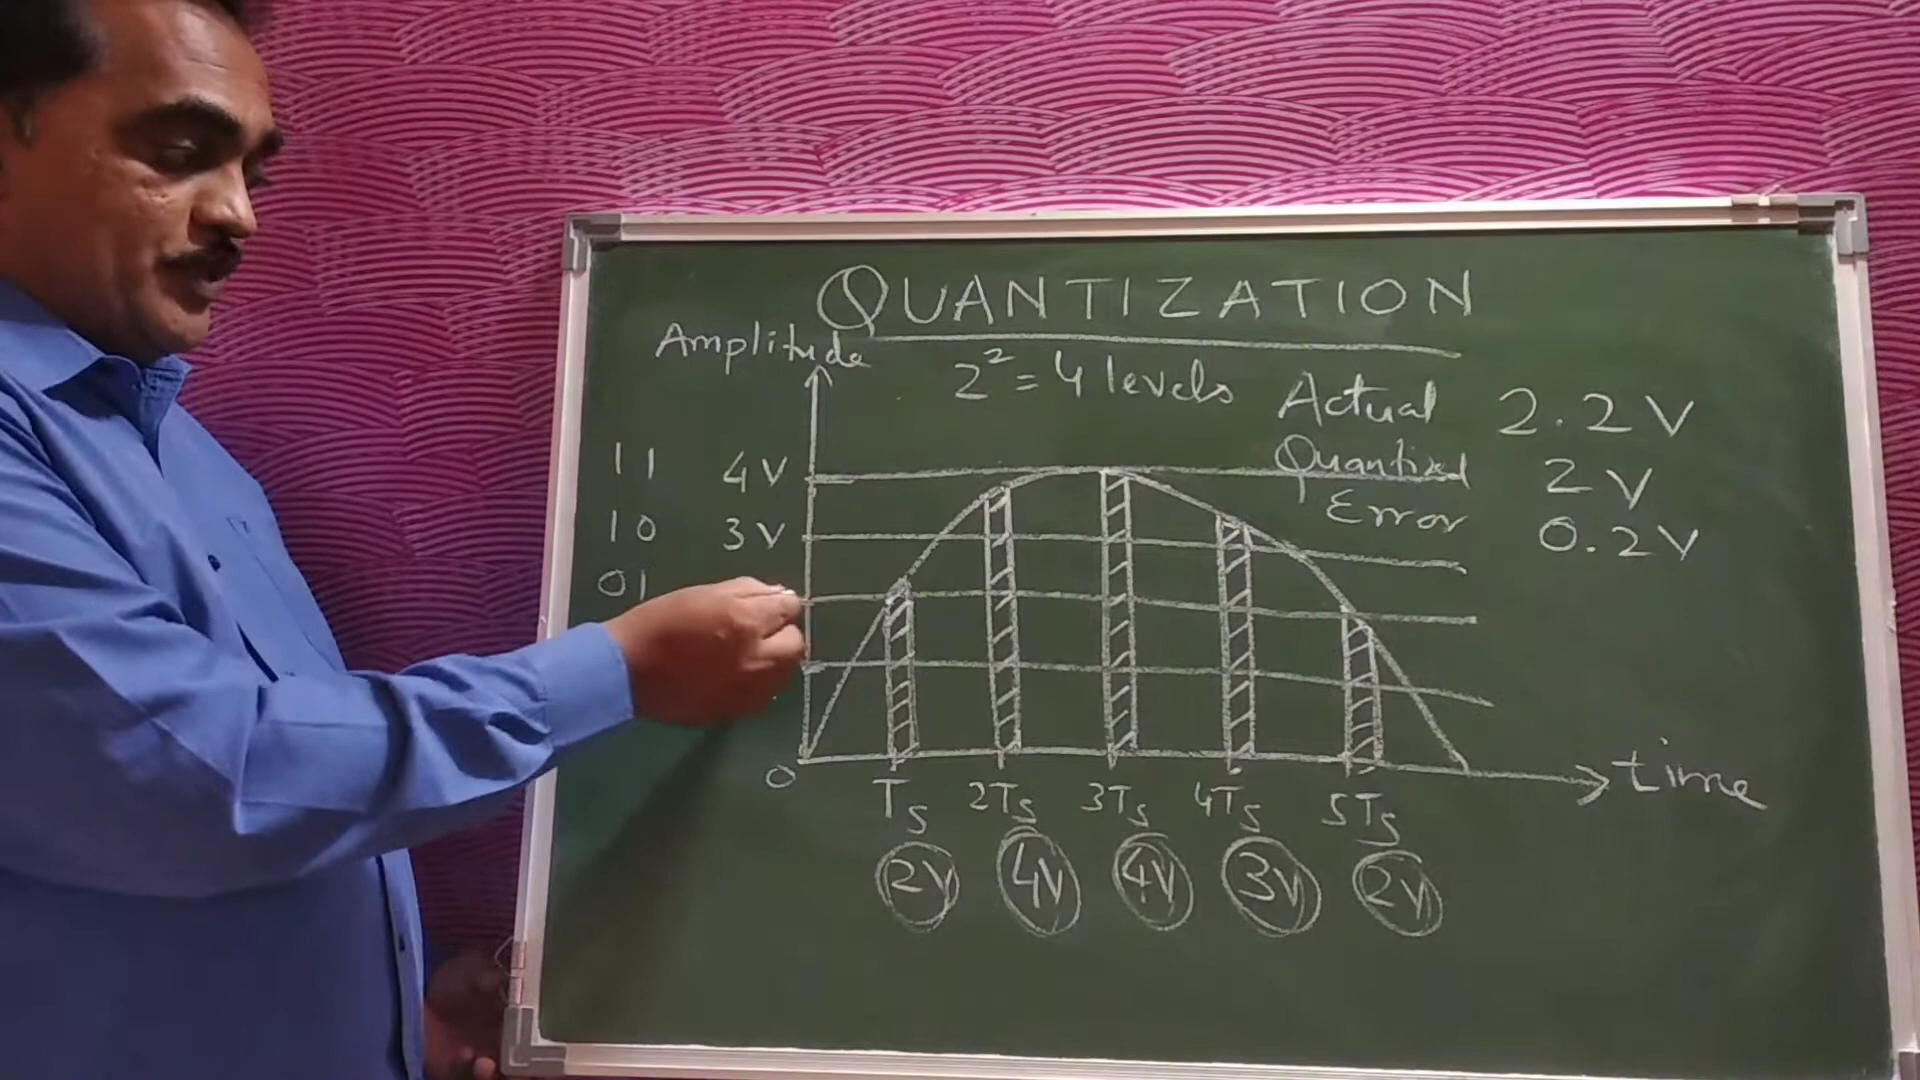 QUANTIZATION
Amplitude
2² = 4 levels
Actual 2.2V
Quantized 2V
Error 0.2V
11 4V
10 3V
01
0
Ts 2Ts 3Ts 4Ts 5Ts
time
2V 4V 4V 3V 2V